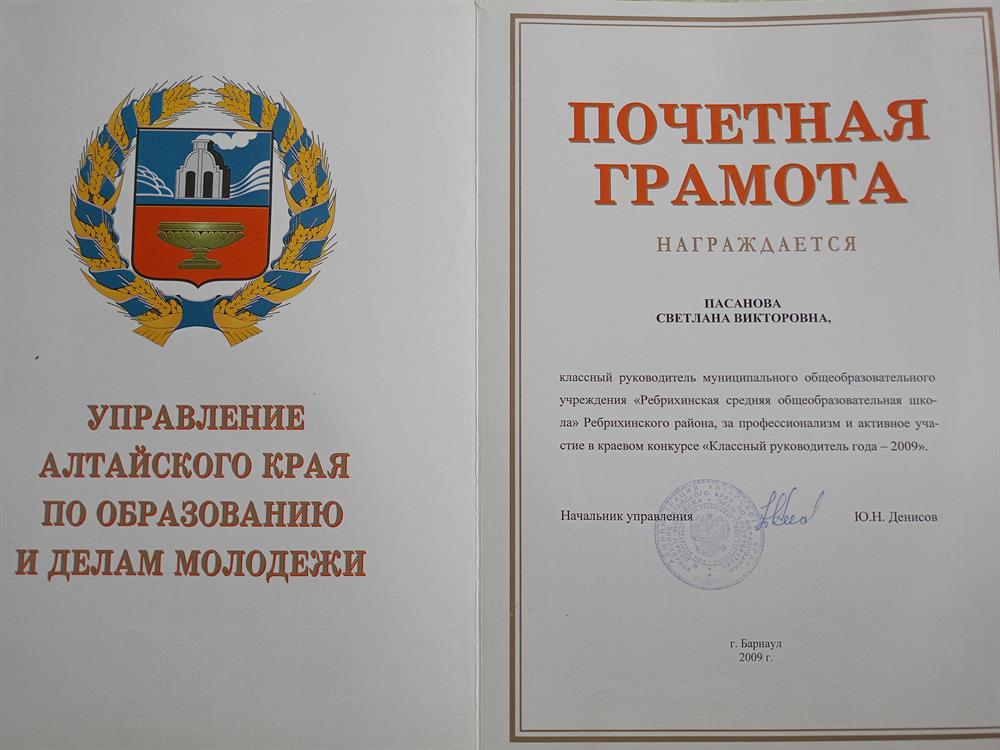 УПРАВЛЕНИЕ
АЛТАЙСКОГО КРАЯ
ПО ОБРАЗОВАНИЮ
И ДЕЛАМ МОЛОДЕЖИ
ПОЧЕТНАЯ
ГРАМОТА
НАГРАЖДАЕТСЯ
ПАСАНОВА
СВЕТЛАНА ВИКТОРОВНА,
классный руководитель муниципального общеобразовательного
учреждения «Ребрихинская средняя общеобразовательная шко-
ла» Ребрихинского района, за профессионализм и активное уча-
стие в краевом конкурсе «Классный руководитель года – 2009».
Начальник управления
Ю.Н. Денисов
г. Барнаул
2009 г.